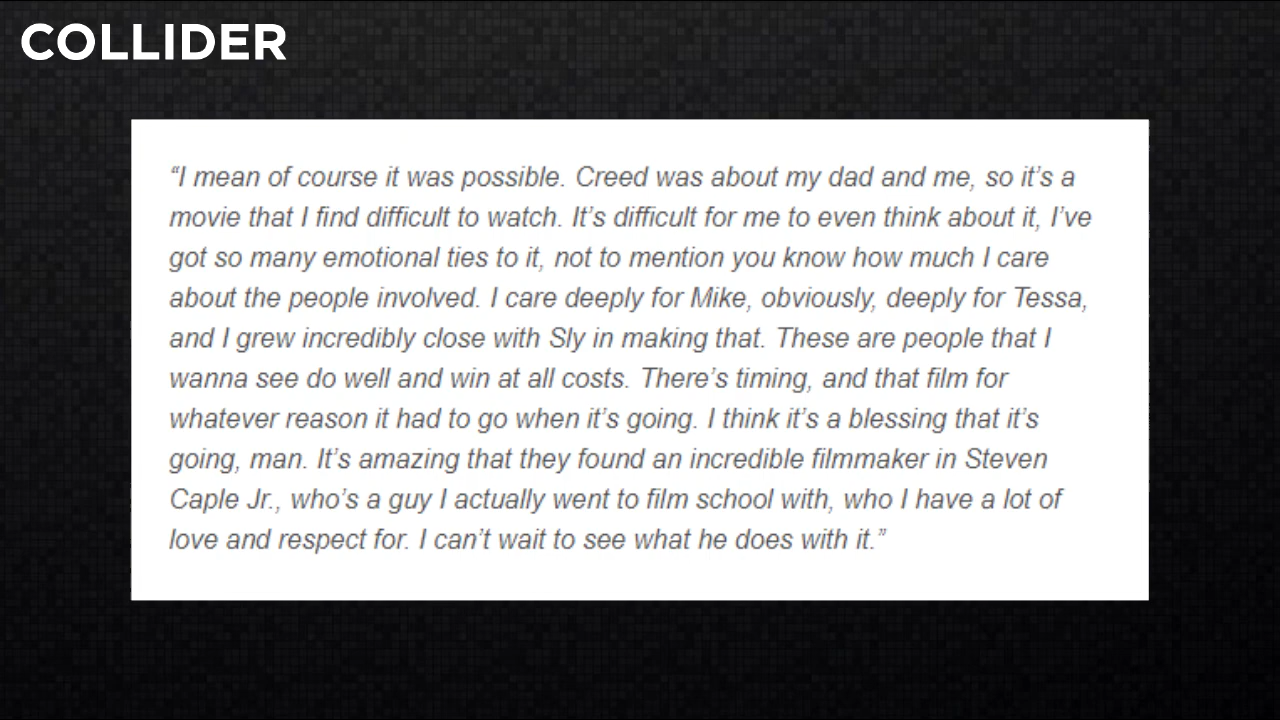 COLLIDER
“I mean of course it was possible. Creed was about my dad and me, so it’s a
movie that I find difficult to watch. It’s difficult for me to even think about it, I’ve
got so many emotional ties to it, not to mention you know how much I care
about the people involved. I care deeply for Mike, obviously, deeply for Tessa,
and I grew incredibly close with Sly in making that. These are people that I
wanna see do well and win at all costs. There’s timing, and that film for
whatever reason it had to go when it’s going. I think it’s a blessing that it’s
going, man. It’s amazing that they found an incredible filmmaker in Steven
Caple Jr., who’s a guy I actually went to film school with, who I have a lot of
love and respect for. I can’t wait to see what he does with it.”